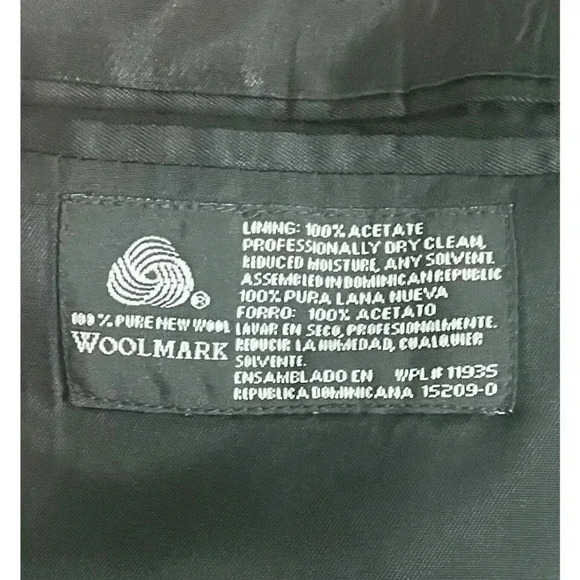 ®
100% PURE NEW WOOL
WOOLMARK
LINING: 100% ACETATE
PROFESSIONALLY DRY CLEAN,
REDUCED MOISTURE, ANY SOLVENT.
ASSEMBLED IN DOMINICAN REPUBLIC
100% PURA LANA NUEVA
FORRO: 100% ACETATO
LAVAR EN SECO, PROFESIONALMENTE.
REDUCIR LA HUMEDAD, CUALQUIER
SOLVENTE.
ENSAMBLADO EN WPL# 11935
REPUBLICA DOMINICANA 15209-0